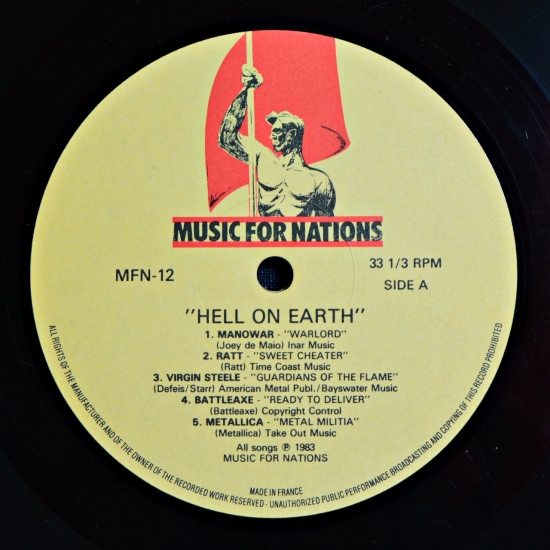 MUSIC FOR NATIONS
MFN-12
33 1/3 RPM
SIDE A
"HELL ON EARTH"
1. MANOWAR - "WARLORD"
(Joey de Maio) Inar Music
2. RATT - "SWEET CHEATER"
(Ratt) Time Coast Music
3. VIRGIN STEELE - "GUARDIANS OF THE FLAME"
(Defeis/Starr) American Metal Publ./Bayswater Music
4. BATTLEAXE - "READY TO DELIVER"
(Battleaxe) Copyright Control
5. METALLICA - "METAL MILITIA"
(Metallica) Take Out Music
All songs ℗ 1983
MUSIC FOR NATIONS
MADE IN FRANCE
ALL RIGHTS OF THE MANUFACTURER AND OF THE OWNER OF THE RECORDED WORK RESERVED - UNAUTHORIZED PUBLIC PERFORMANCE BROADCASTING AND COPYING OF THIS RECORD PROHIBITED